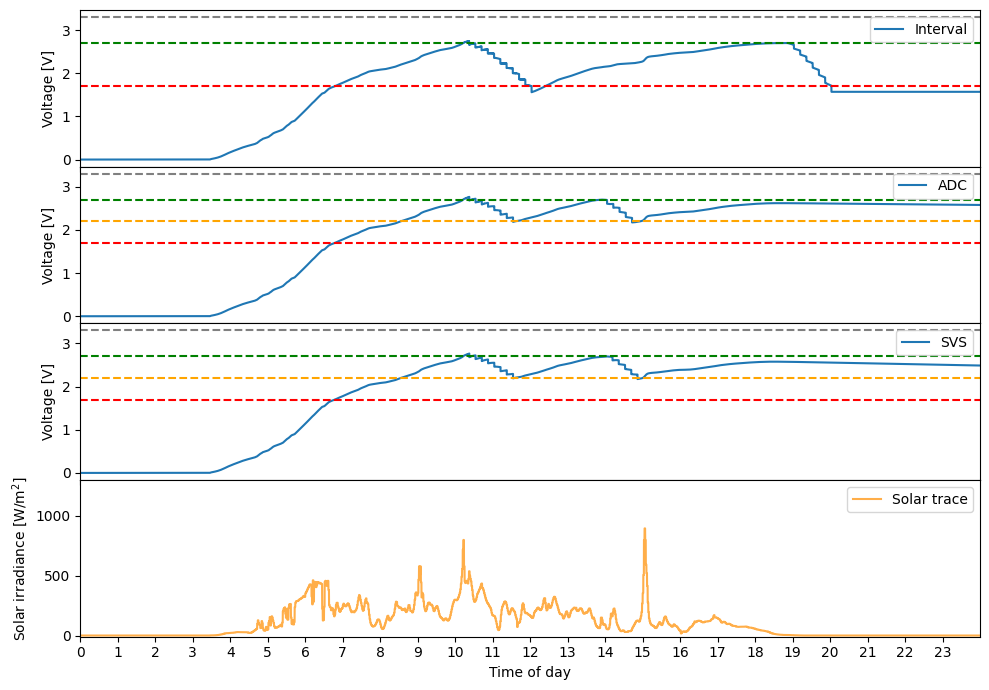 Voltage [V]
3
2
1
0
Interval
Voltage [V]
3
2
1
0
ADC
Voltage [V]
3
2
1
0
SVS
Solar irradiance [W/m²]
1000
500
0
Solar trace
0 1 2 3 4 5 6 7 8 9 10 11 12 13 14 15 16 17 18 19 20 21 22 23
Time of day